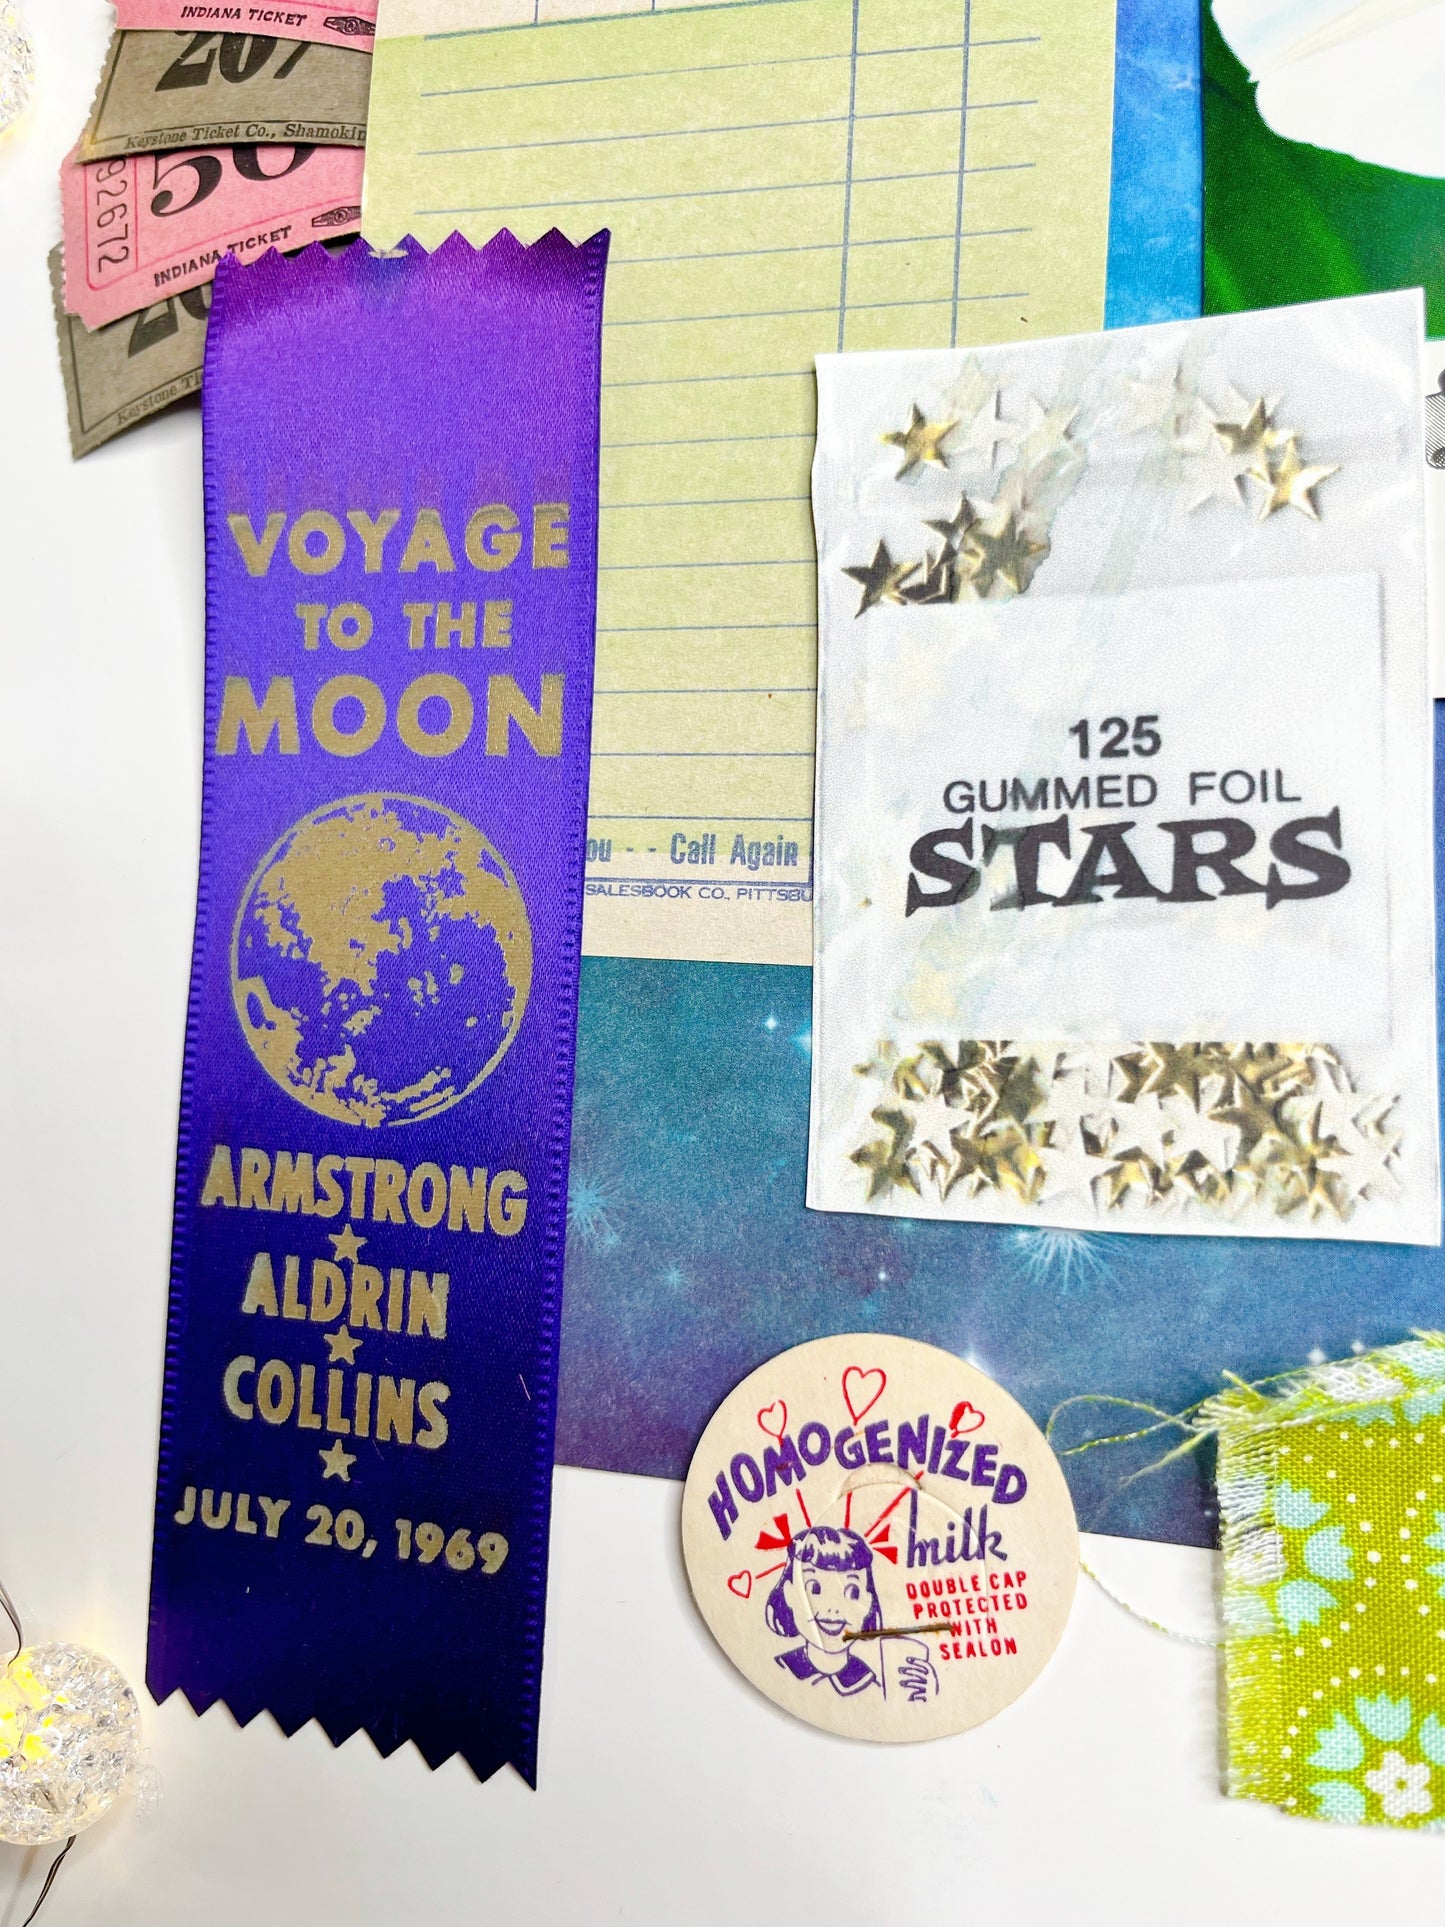 INDIANA TICKET
207
Keystone Ticket Co., Shamokin
92672
50
INDIANA TICKET
Keystone
VOYAGE
TO THE
MOON
ARMSTRONG
ALDRIN
COLLINS
JULY 20, 1969
Call Again
SALESBOOK CO., PITTSBU
125
GUMMED FOIL
STARS
HOMOGENIZED
milk
DOUBLE CAP
PROTECTED
WITH
SEALON